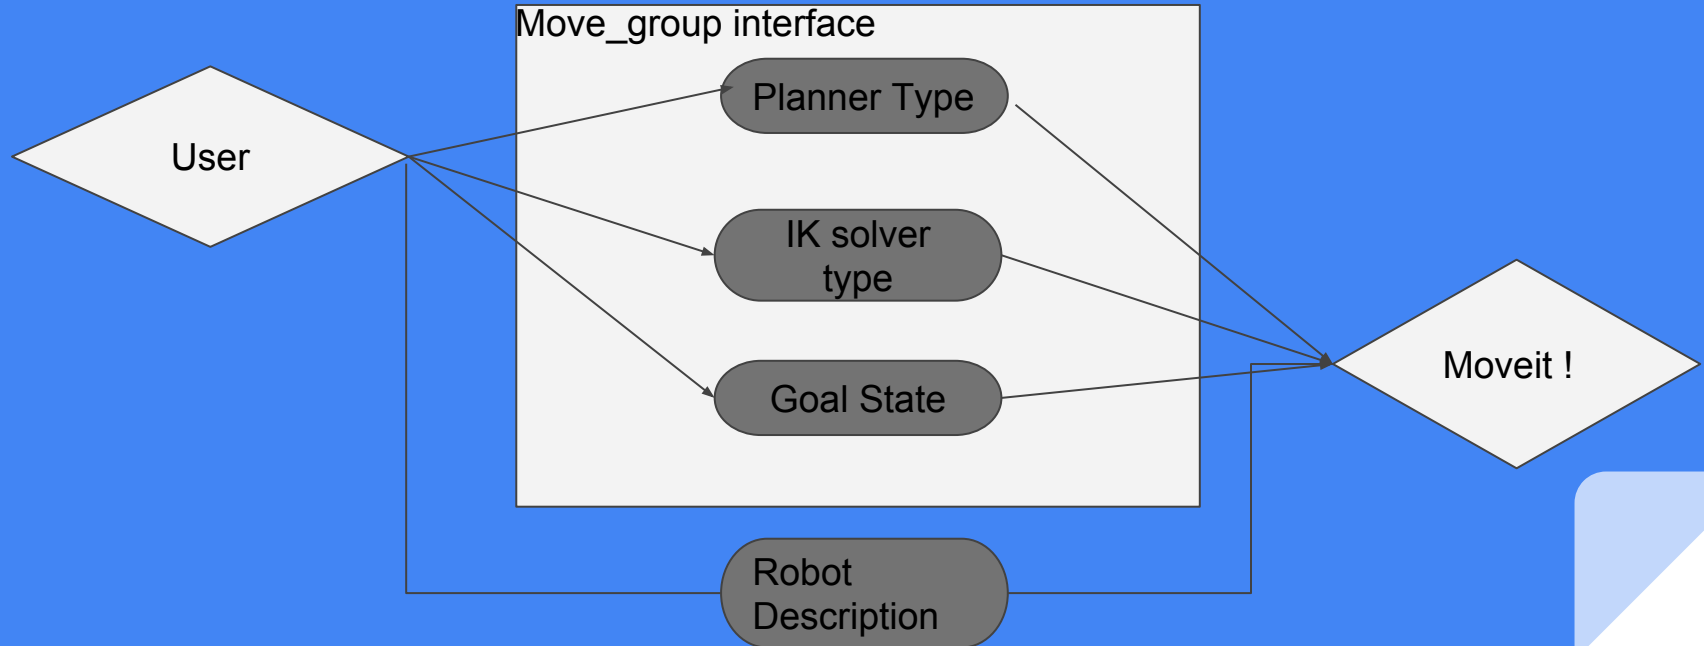 Move_group interface
Planner Type
User
IK solver
type
Moveit !
Goal State
Robot
Description